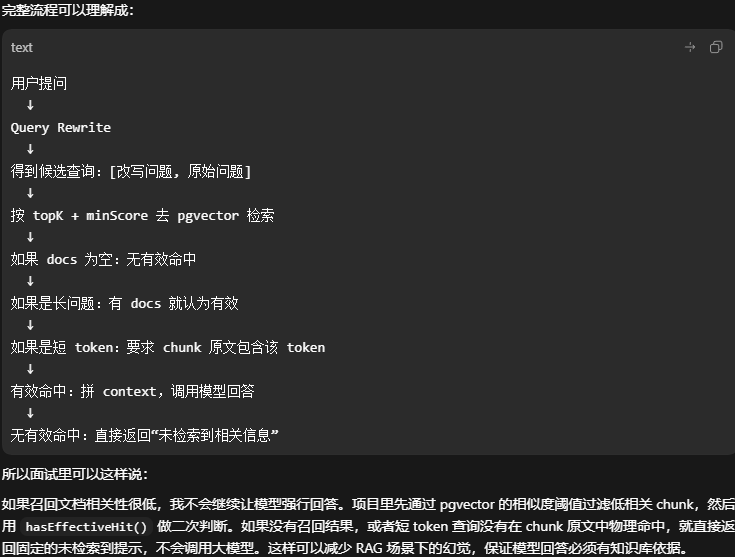 完整流程可以理解成：
text
用户提问
↓
Query Rewrite
↓
得到候选查询：[改写问题, 原始问题]
↓
按 topK + minScore 去 pgvector 检索
↓
如果 docs 为空：无有效命中
↓
如果是长问题：有 docs 就认为有效
↓
如果是短 token：要求 chunk 原文包含该 token
↓
有效命中：拼 context，调用模型回答
↓
无有效命中：直接返回“未检索到相关信息”
所以面试里可以这样说：
如果召回文档相关性很低，我不会继续让模型强行回答。项目里先通过 pgvector 的相似度阈值过滤低相关 chunk，然后
用 hasEffectiveHit() 做二次判断。如果没有召回结果，或者短 token 查询没有在 chunk 原文中物理命中，就直接返
回固定的未检索到提示，不会调用大模型。这样可以减少 RAG 场景下的幻觉，保证模型回答必须有知识库依据。